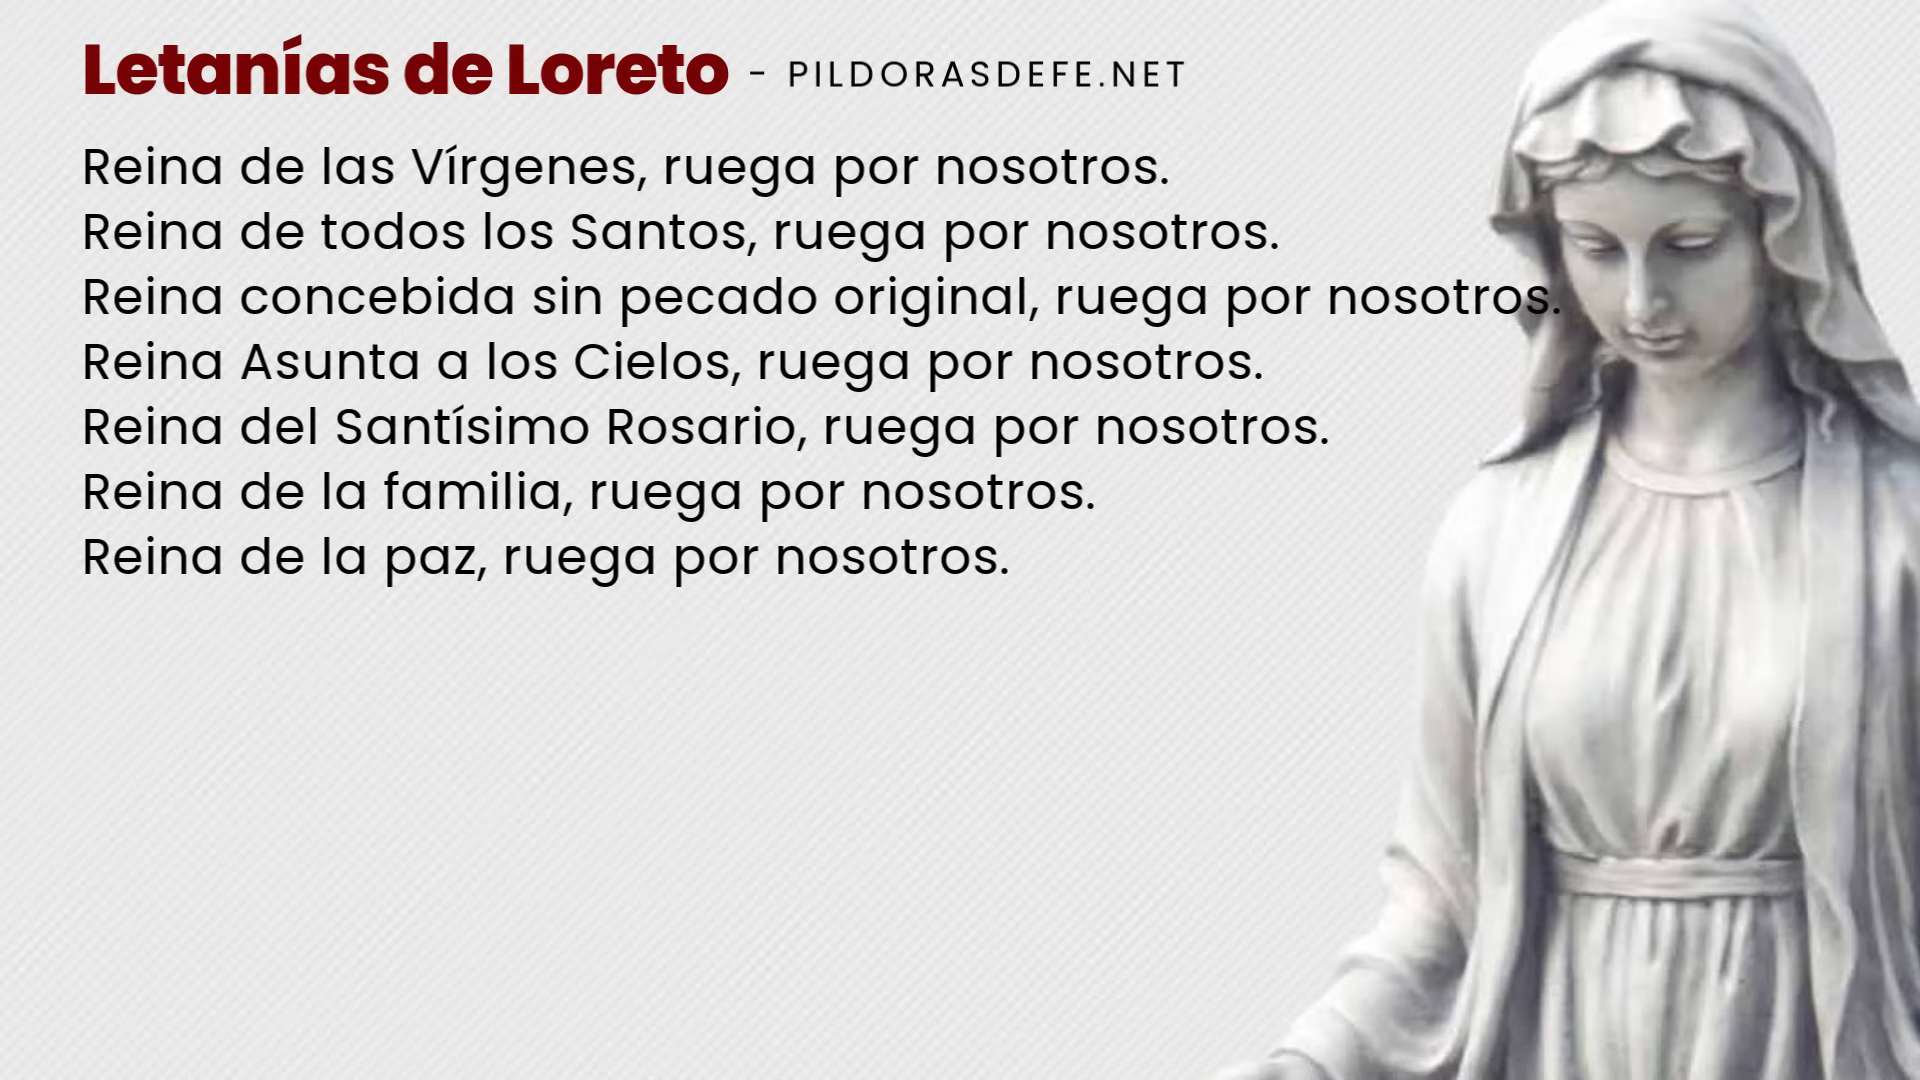 Letanías de Loreto - PILDORASDEFE.NET
Reina de las Vírgenes, ruega por nosotros.
Reina de todos los Santos, ruega por nosotros.
Reina concebida sin pecado original, ruega por nosotros.
Reina Asunta a los Cielos, ruega por nosotros.
Reina del Santísimo Rosario, ruega por nosotros.
Reina de la familia, ruega por nosotros.
Reina de la paz, ruega por nosotros.